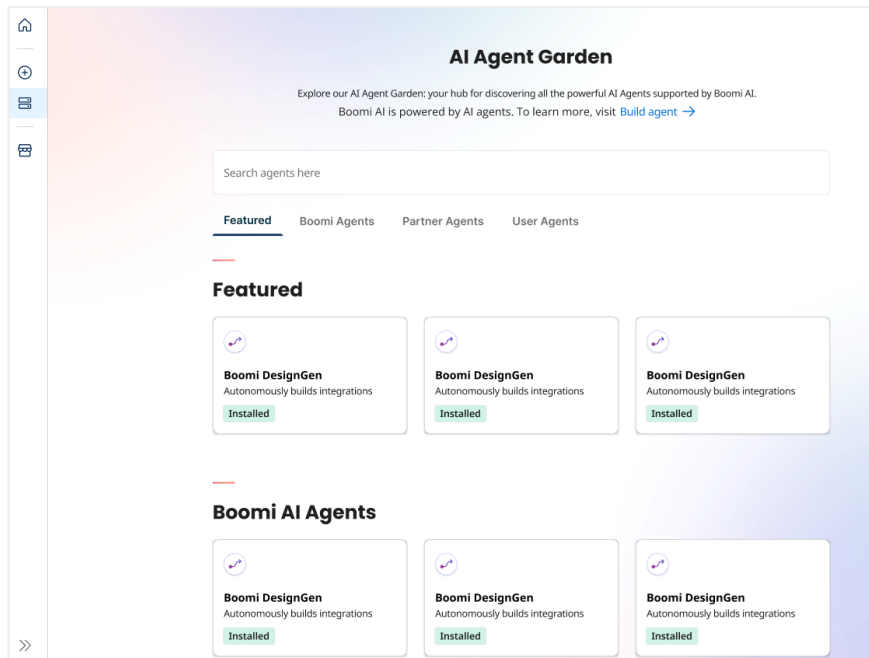 AI Agent Garden
Explore our AI Agent Garden: your hub for discovering all the powerful AI Agents supported by Boomi AI.
Boomi AI is powered by AI agents. To learn more, visit Build agent →
Search agents here
Featured Boomi Agents Partner Agents User Agents
Featured
Boomi DesignGen Boomi DesignGen Boomi DesignGen
Autonomously builds integrations Autonomously builds integrations Autonomously builds integrations
Installed Installed Installed
Boomi AI Agents
Boomi DesignGen Boomi DesignGen Boomi DesignGen
Autonomously builds integrations Autonomously builds integrations Autonomously builds integrations
Installed Installed Installed